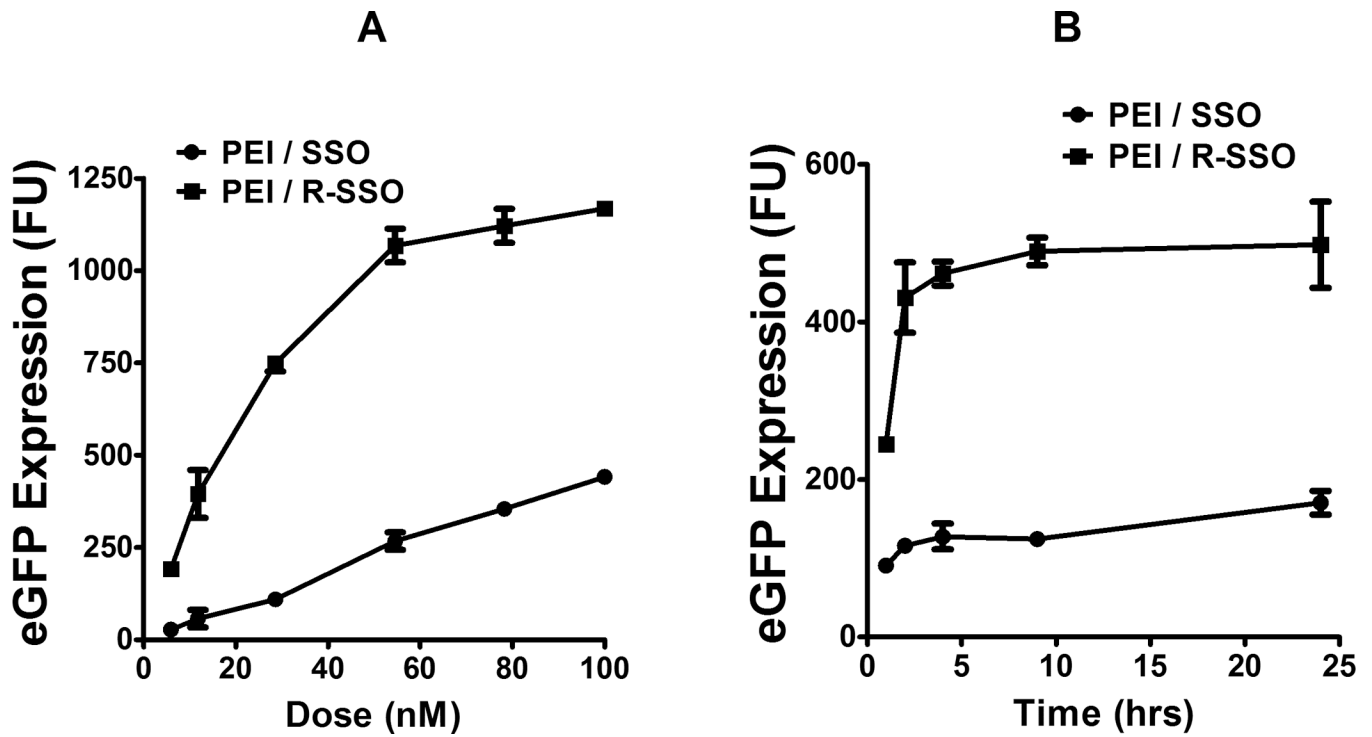 A
PEI / SSO
PEI / R-SSO
eGFP Expression (FU)
1250
1000
750
500
250
0
0 20 40 60 80 100
Dose (nM)
B
PEI / SSO
PEI / R-SSO
eGFP Expression (FU)
600
400
200
0
0 5 10 15 20 25
Time (hrs)